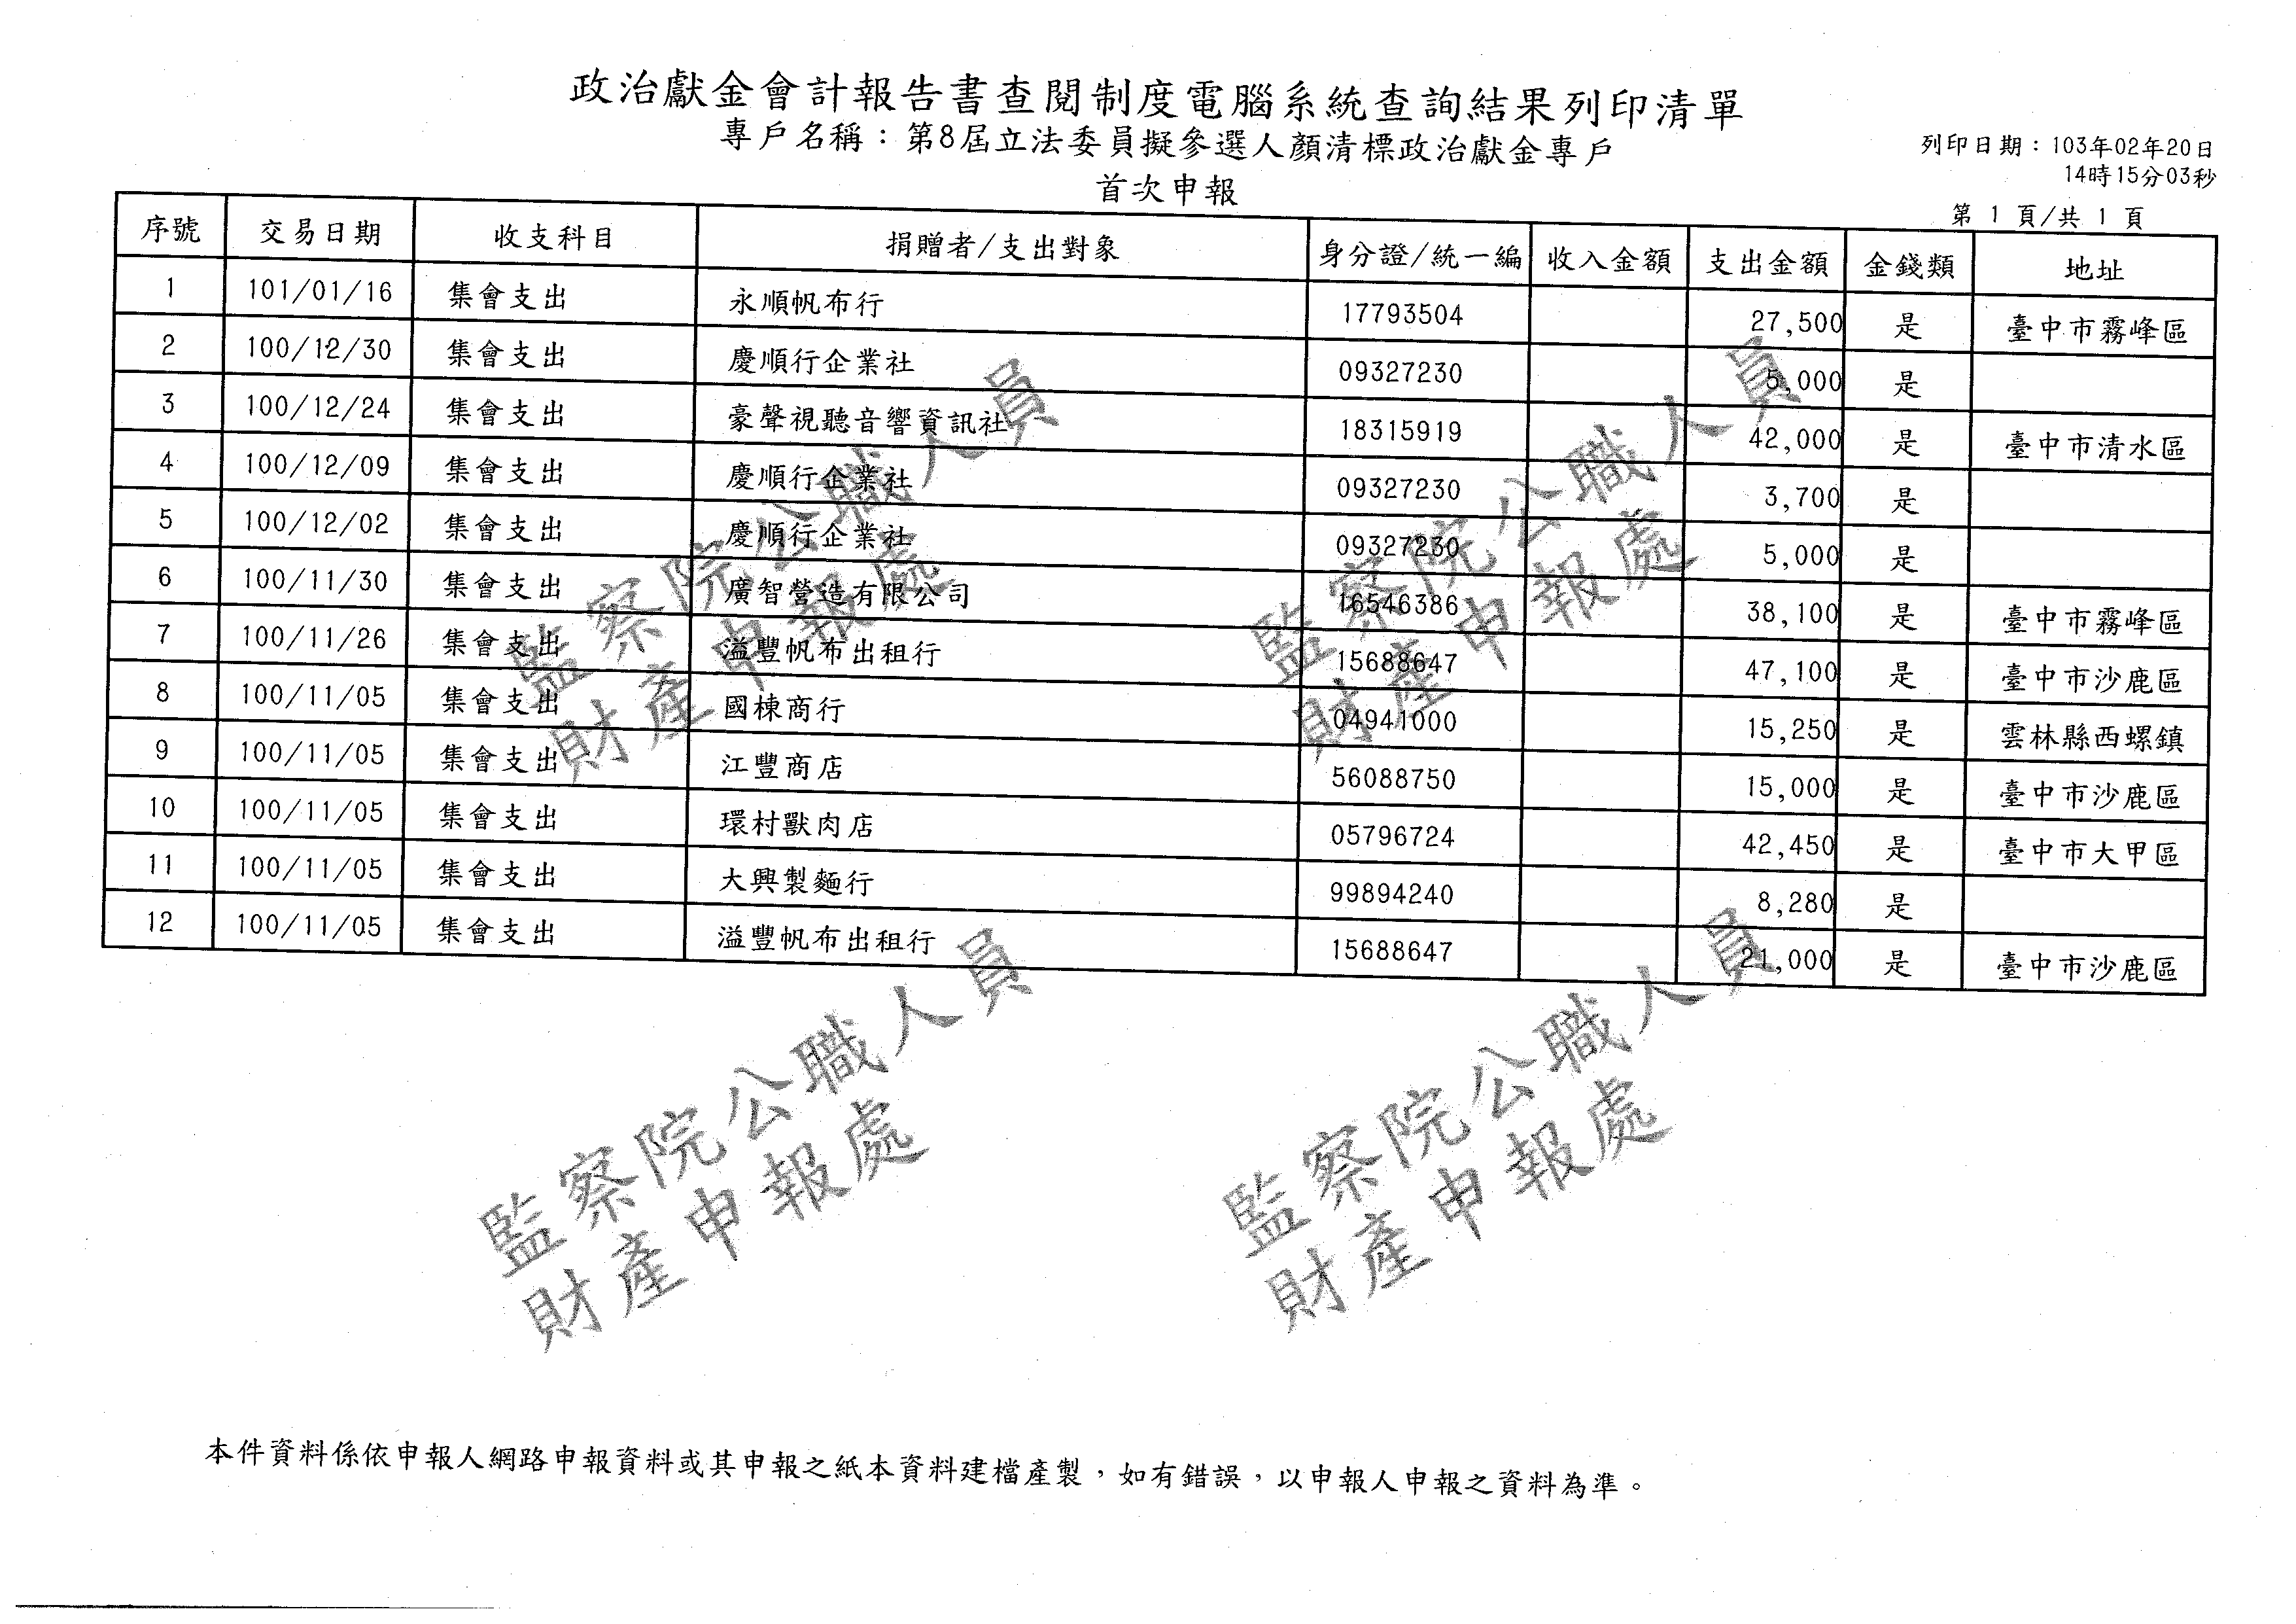 政治獻金會計報告書查閱制度電腦系統查詢結果列印清單
專戶名稱：第8屆立法委員擬參選人顏清標政治獻金專戶
首次申報
列印日期：103年02年20日
14時15分03秒
第 1 頁/共 1 頁
序號 交易日期 收支科目 捐贈者/支出對象 身分證/統一編 收入金額 支出金額 金錢類 地址
1 101/01/16 集會支出 永順帆布行 17793504 27,500 是 臺中市霧峰區
2 100/12/30 集會支出 慶順行企業社 09327230 5,000 是
3 100/12/24 集會支出 豪聲視聽音響資訊社 18315919 42,000 是 臺中市清水區
4 100/12/09 集會支出 慶順行企業社 09327230 3,700 是
5 100/12/02 集會支出 慶順行企業社 09327230 5,000 是
6 100/11/30 集會支出 廣智營造有限公司 16546386 38,100 是 臺中市霧峰區
7 100/11/26 集會支出 溢豐帆布出租行 15688647 47,100 是 臺中市沙鹿區
8 100/11/05 集會支出 國棟商行 04941000 15,250 是 雲林縣西螺鎮
9 100/11/05 集會支出 江豐商店 56088750 15,000 是 臺中市沙鹿區
10 100/11/05 集會支出 環村獸肉店 05796724 42,450 是 臺中市大甲區
11 100/11/05 集會支出 大興製麵行 99894240 8,280 是
12 100/11/05 集會支出 溢豐帆布出租行 15688647 21,000 是 臺中市沙鹿區
監察院公職人員
財產申報處
監察院公職人員
財產申報處
監察院公職人員
財產申報處
監察院公職人員
財產申報處
本件資料係依申報人網路申報資料或其申報之紙本資料建檔產製，如有錯誤，以申報人申報之資料為準。